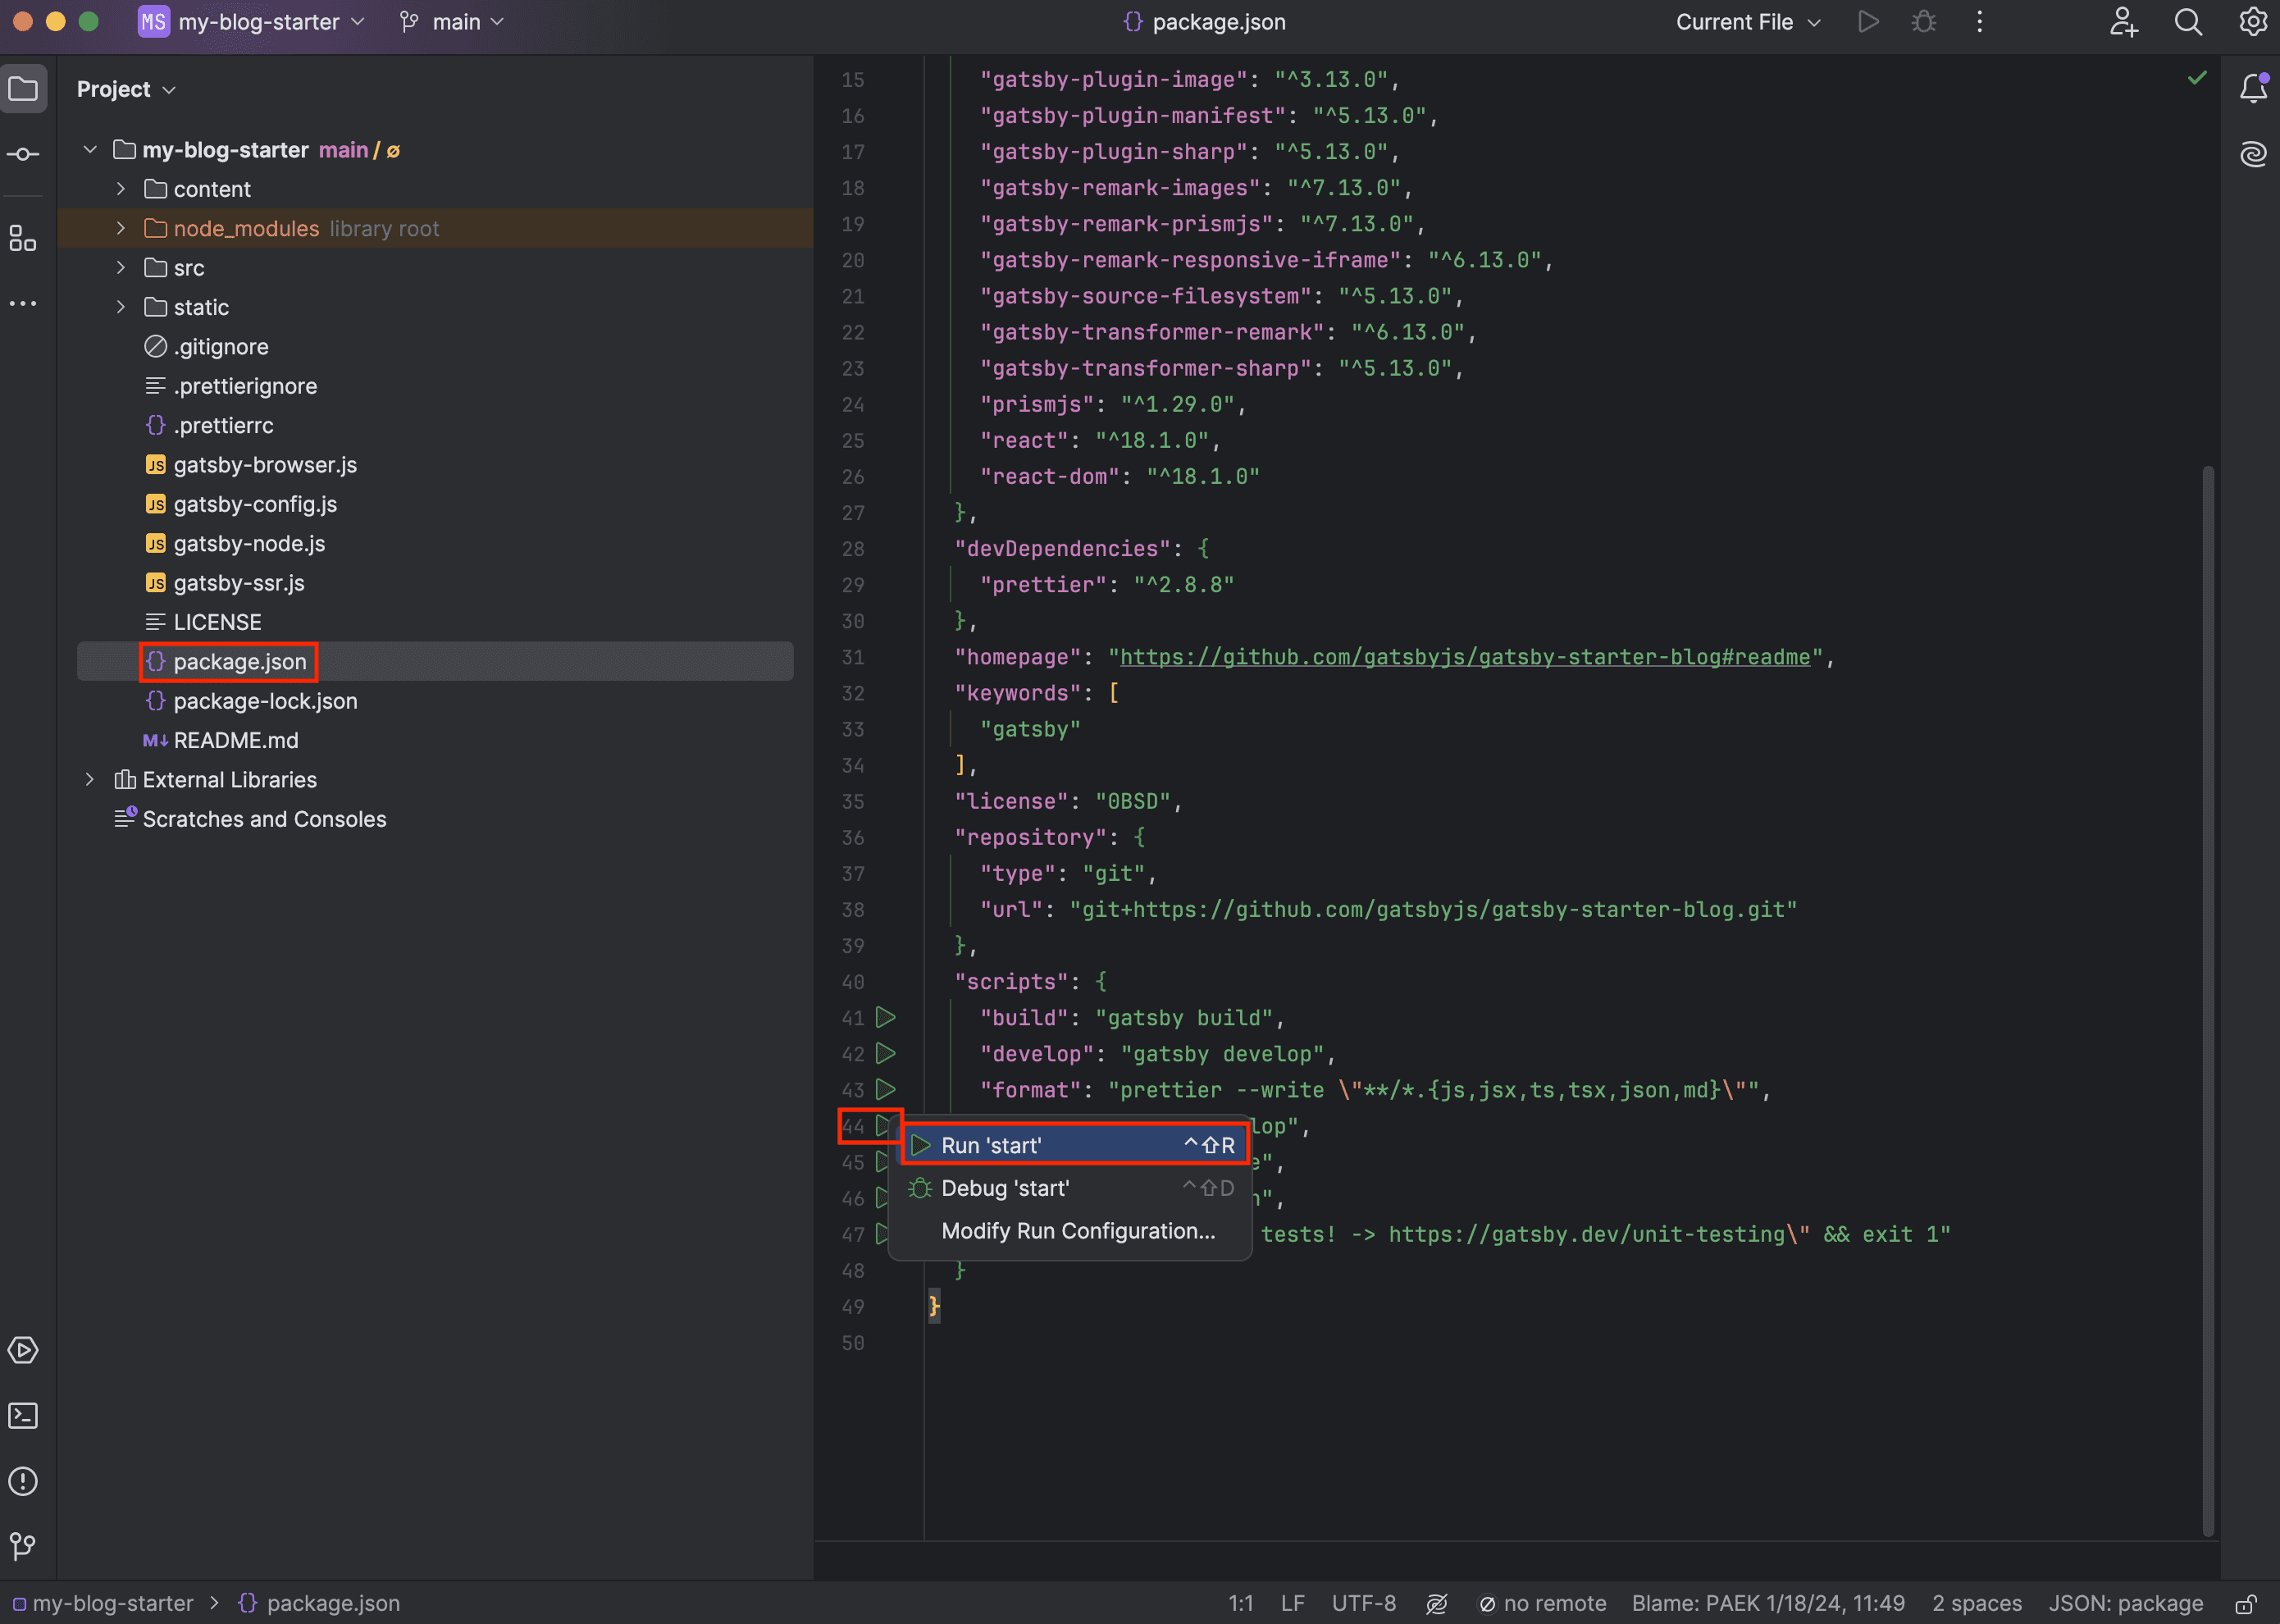 MS my-blog-starter main {} package.json Current File
Project
my-blog-starter main / ø
content
node_modules library root
src
static
.gitignore
.prettierignore
{} .prettierrc
JS gatsby-browser.js
JS gatsby-config.js
JS gatsby-node.js
JS gatsby-ssr.js
LICENSE
{} package.json
{} package-lock.json
M↓ README.md
External Libraries
Scratches and Consoles
15 "gatsby-plugin-image": "^3.13.0",
16 "gatsby-plugin-manifest": "^5.13.0",
17 "gatsby-plugin-sharp": "^5.13.0",
18 "gatsby-remark-images": "^7.13.0",
19 "gatsby-remark-prismjs": "^7.13.0",
20 "gatsby-remark-responsive-iframe": "^6.13.0",
21 "gatsby-source-filesystem": "^5.13.0",
22 "gatsby-transformer-remark": "^6.13.0",
23 "gatsby-transformer-sharp": "^5.13.0",
24 "prismjs": "^1.29.0",
25 "react": "^18.1.0",
26 "react-dom": "^18.1.0"
27 },
28 "devDependencies": {
29 "prettier": "^2.8.8"
30 },
31 "homepage": "https://github.com/gatsbyjs/gatsby-starter-blog#readme",
32 "keywords": [
33 "gatsby"
34 ],
35 "license": "0BSD",
36 "repository": {
37 "type": "git",
38 "url": "git+https://github.com/gatsbyjs/gatsby-starter-blog.git"
39 },
40 "scripts": {
41 "build": "gatsby build",
42 "develop": "gatsby develop",
43 "format": "prettier --write \"**/*.{js,jsx,ts,tsx,json,md}\"",
44 lop",
Run 'start' ^⇧R
45 e",
Debug 'start' ^⇧D
46 n",
Modify Run Configuration...
47 tests! -> https://gatsby.dev/unit-testing\" && exit 1"
48 }
49 }
50
my-blog-starter > {} package.json 1:1 LF UTF-8 no remote Blame: PAEK 1/18/24, 11:49 2 spaces JSON: package